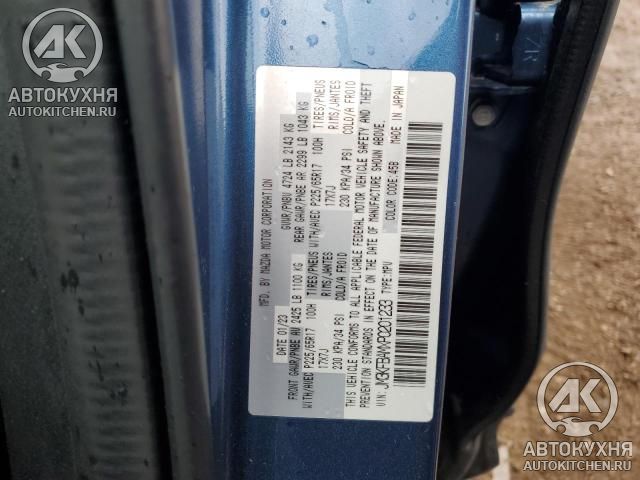 АВТОКУХНЯ
AUTOKITCHEN.RU
MFD. BY MAZDA MOTOR CORPORATION
DATE 01/23 GVWR/PNBV 4724 LB 2143 KG
FRONT GAWR/PNBE AV 2425 LB 1100 KG REAR GAWR/PNBE AR 2299 LB 1043 KG
WITH/AVEC P225/65R17 100H TIRES/PNEUS WITH/AVEC P225/65R17 100H TIRES/PNEUS
17X7J RIMS/JANTES 17X7J RIMS/JANTES
230 KPA/34 PSI COLD/A FROID 230 KPA/34 PSI COLD/A FROID
THIS VEHICLE CONFORMS TO ALL APPLICABLE FEDERAL MOTOR VEHICLE SAFETY AND THEFT
PREVENTION STANDARDS IN EFFECT ON THE DATE OF MANUFACTURE SHOWN ABOVE.
VIN: TYPE:MPV COLOR CODE:45B MADE IN JAPAN
АВТОКУХНЯ
AUTOKITCHEN.RU